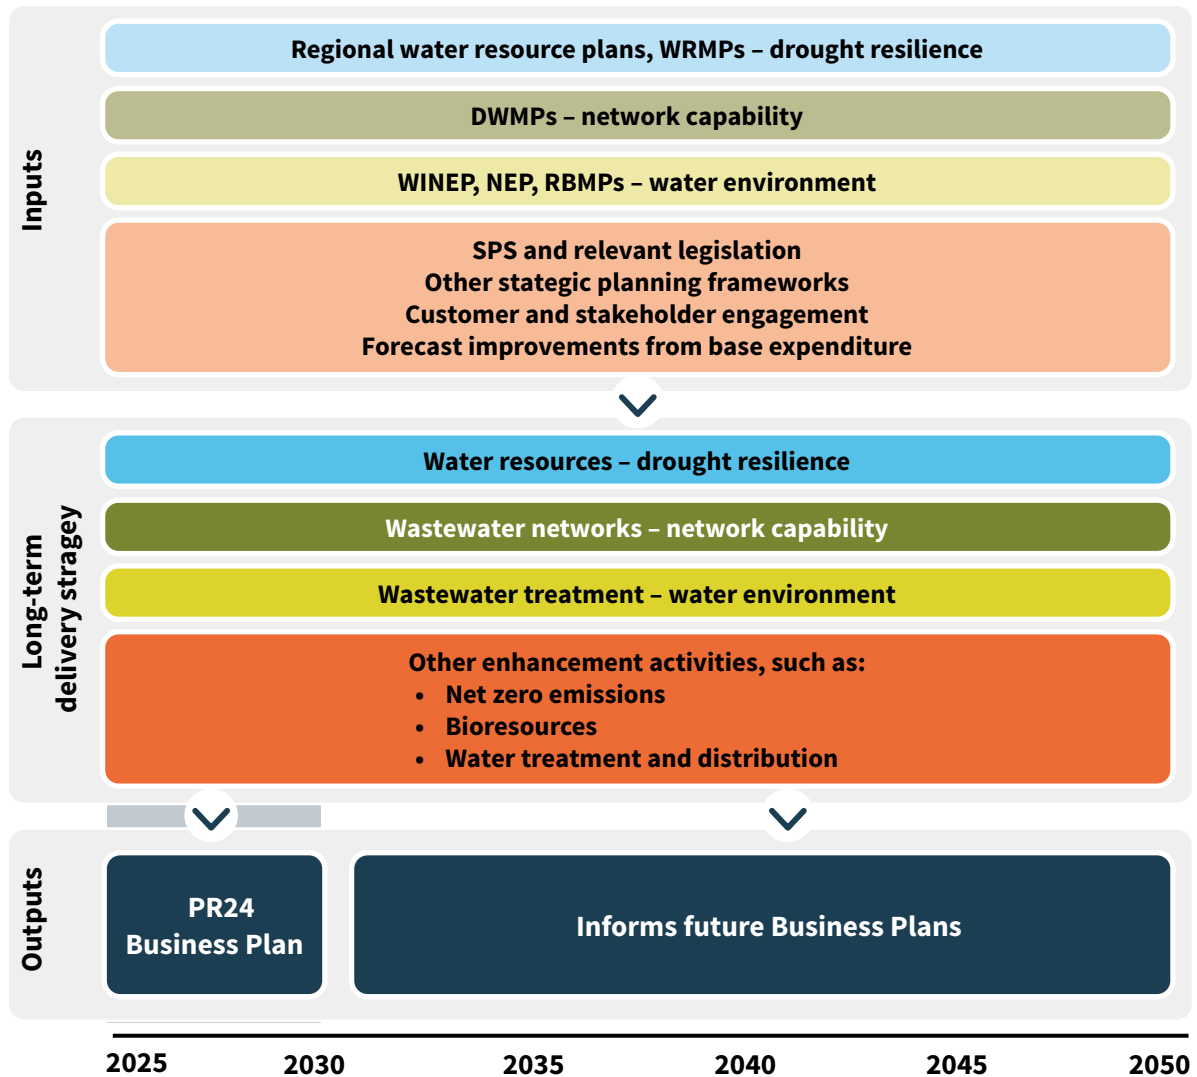 Inputs
Regional water resource plans, WRMPs – drought resilience
DWMPs – network capability
WINEP, NEP, RBMPs – water environment
SPS and relevant legislation
Other stategic planning frameworks
Customer and stakeholder engagement
Forecast improvements from base expenditure
Long-term
delivery stragey
Water resources – drought resilience
Wastewater networks – network capability
Wastewater treatment – water environment
Other enhancement activities, such as:
• Net zero emissions
• Bioresources
• Water treatment and distribution
Outputs
PR24
Business Plan
Informs future Business Plans
2025 2030 2035 2040 2045 2050